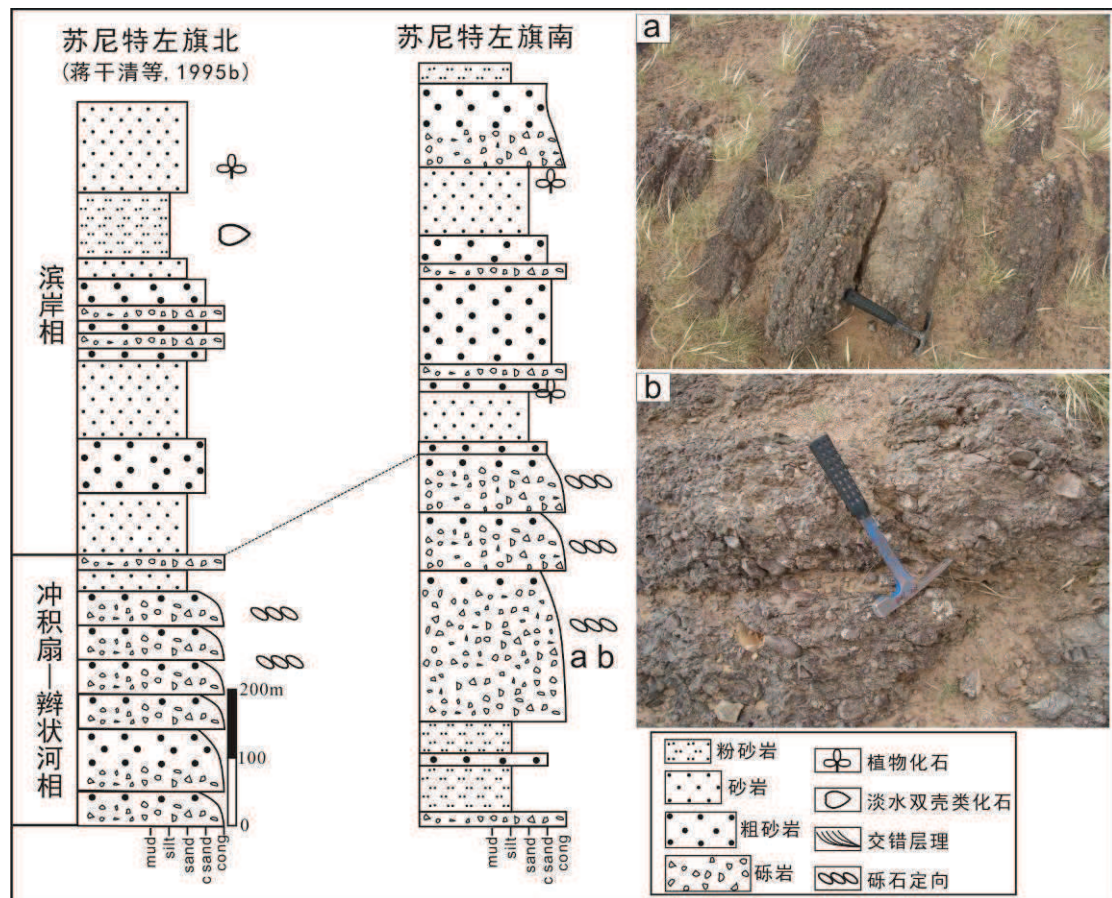 苏尼特左旗北
(蒋干清等,1995b)
滨岸相
冲积扇—辫状河相
200m
100
0
mud
silt
sand
c sand
cong
苏尼特左旗南
a b
mud
silt
sand
c sand
cong
a
b
粉砂岩
砂岩
粗砂岩
砾岩
植物化石
淡水双壳类化石
交错层理
砾石定向